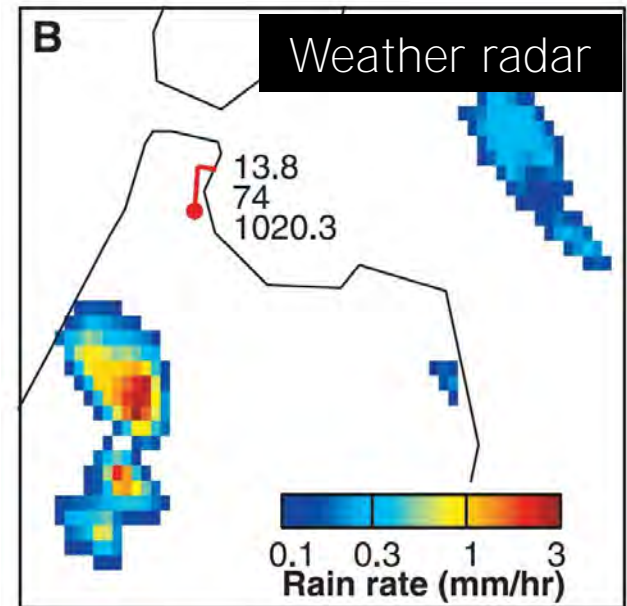 B
Weather radar
13.8
74
1020.3
0.1 0.3 1 3
Rain rate (mm/hr)